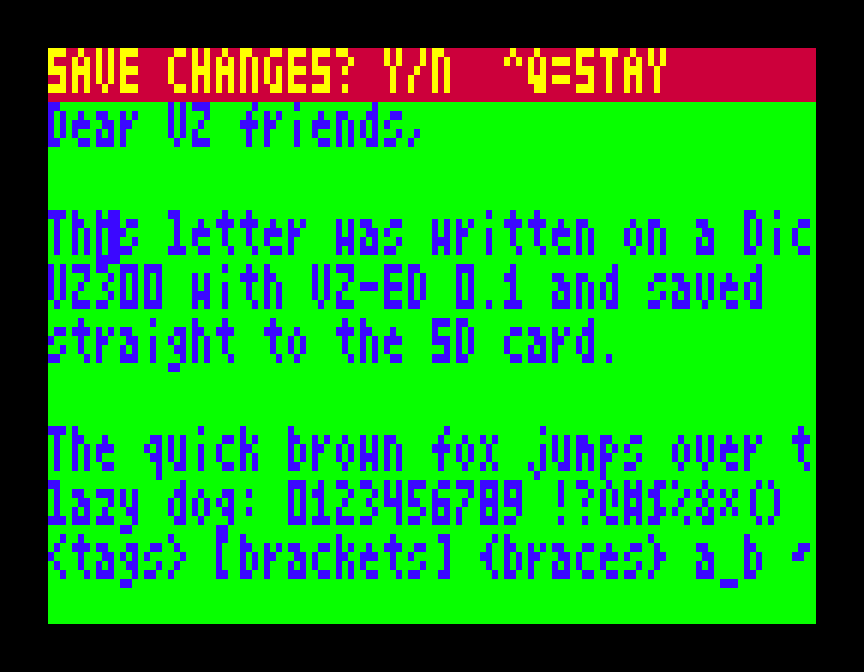 SAVE CHANGES? Y/N  ^Q=STAY
Dear VZ friends,
This letter was written on a Dic
VZ300 with VZ-ED 0.1 and saved
straight to the SD card.
The quick brown fox jumps over t
lazy dog: 0123456789 !?@#$%&*()
<tags> [brackets] {braces} a_b ~